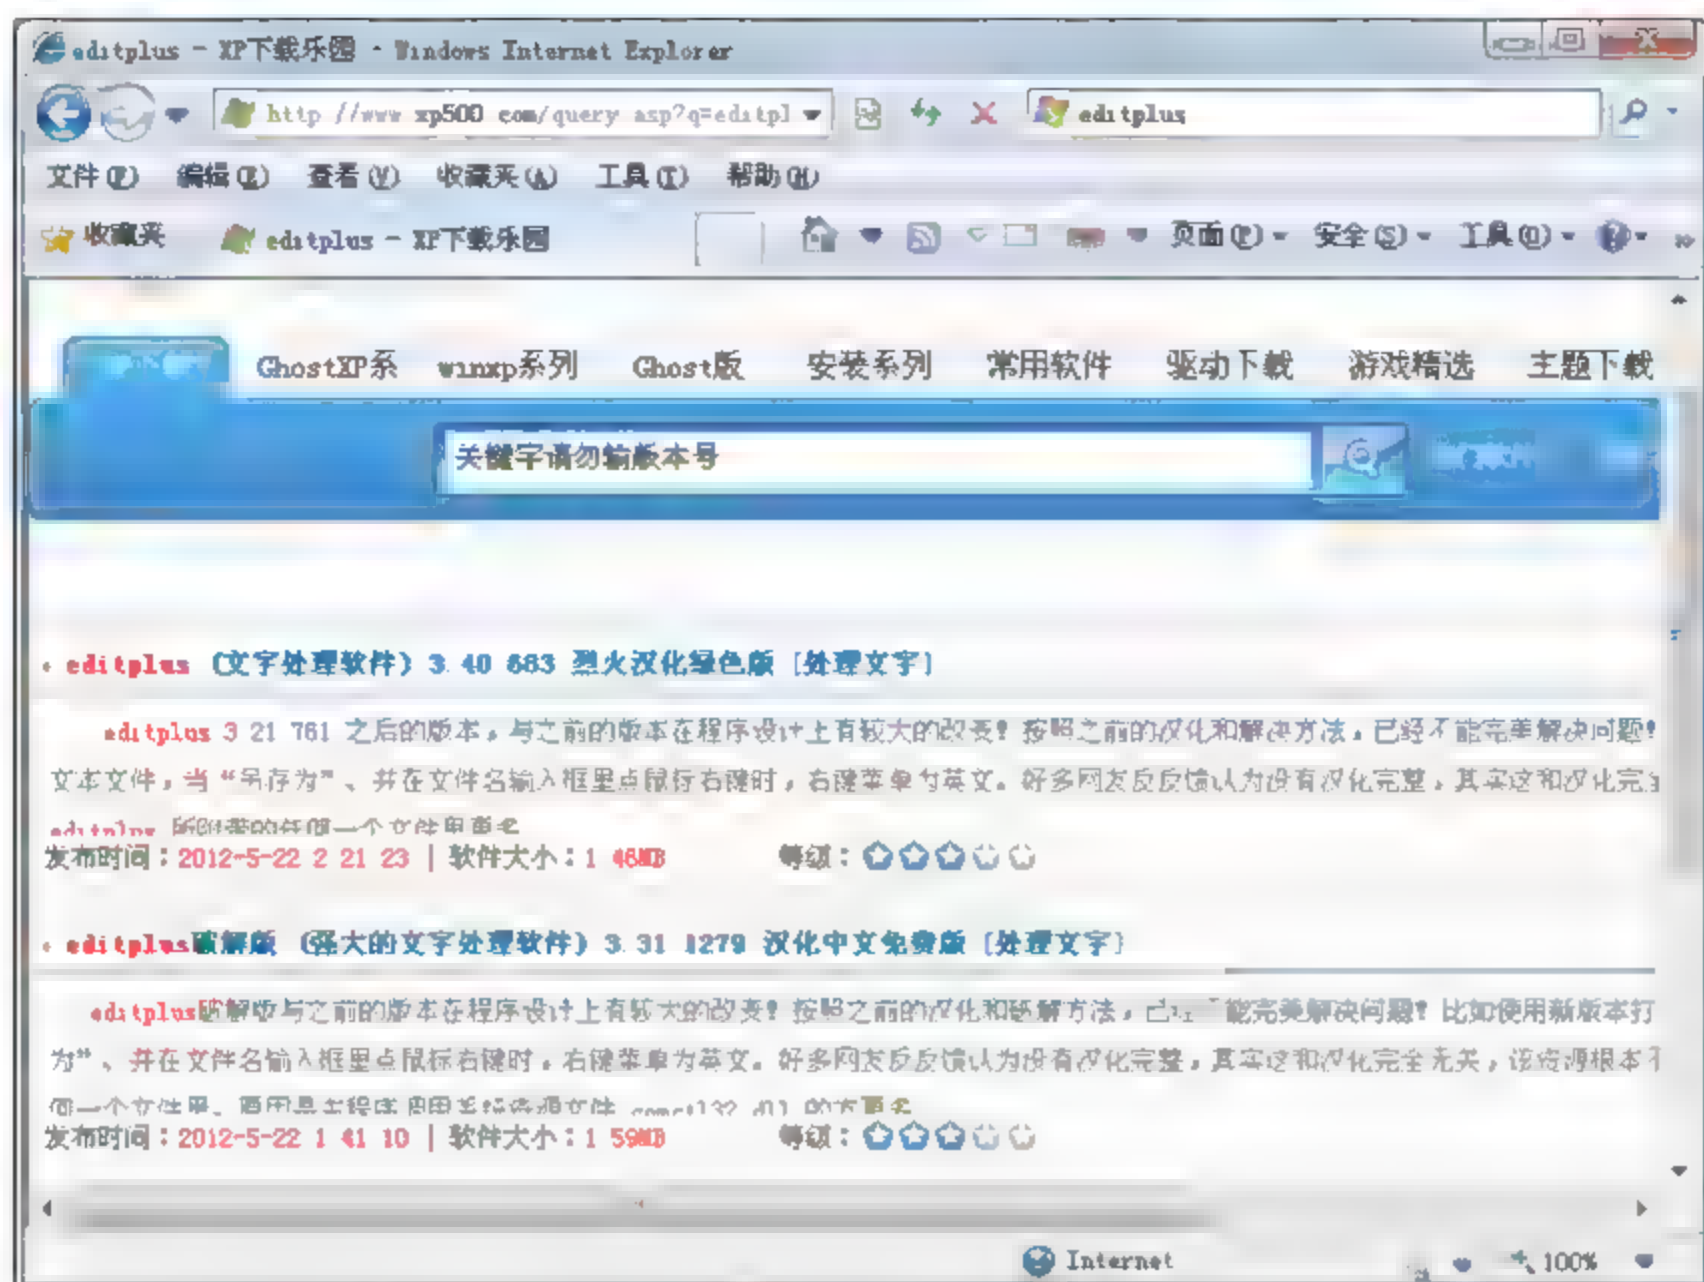 editplus - XP下载乐园 - Windows Internet Explorer
http //www xp500 com/query asp?q=editpl
editplus
文件(F) 编辑(E) 查看(V) 收藏夹(A) 工具(T) 帮助(H)
收藏夹 editplus - XP下载乐园 页面(P) 安全(S) 工具(O)
GhostXP系 winxp系列 Ghost版 安装系列 常用软件 驱动下载 游戏精选 主题下载
关键字请勿输版本号
editplus (文字处理软件) 3.40 683 烈火汉化绿色版 [处理文字]
editplus 3 21 761 之后的版本，与之前的版本在程序设计上有较大的改变！按照之前的汉化和解决方法，已经不能完美解决问题！
文本文件，当“另存为”、并在文件名输入框里点鼠标右键时，右键菜单为英文。好多网友反反馈认为没有汉化完整，其实这和汉化完全
editplus
发布时间：2012-5-22 2 21 23 | 软件大小：1 46MB 等级：
editplus破解版 (强大的文字处理软件) 3.31 1279 汉化中文免费版 [处理文字]
editplus破解版与之前的版本在程序设计上有较大的改变！按照之前的汉化和破解方法，已经不能完美解决问题！比如使用新版本打
为”、并在文件名输入框里点鼠标右键时，右键菜单为英文。好多网友反反馈认为没有汉化完整，其实这和汉化完全无关，该资源根本不
何一个文件里
发布时间：2012-5-22 1 41 10 | 软件大小：1 59MB 等级：
Internet 100%